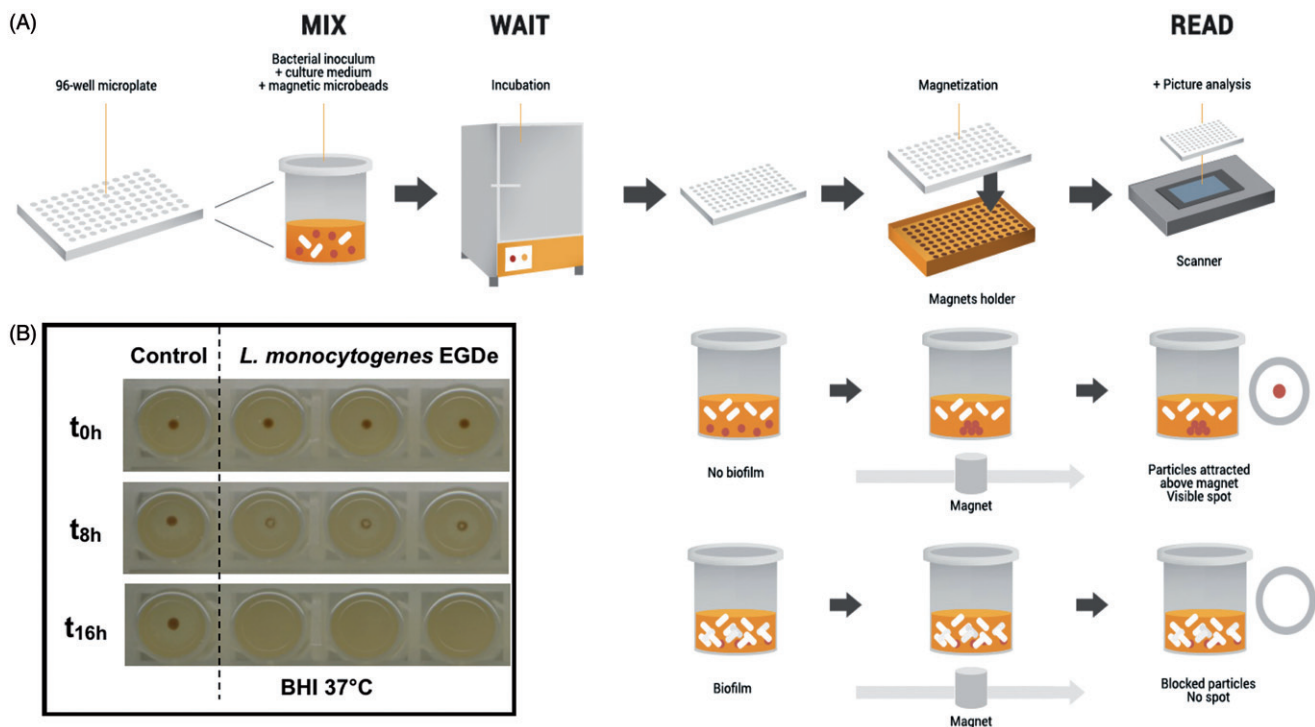 (A)
MIX
WAIT
READ
96-well microplate
Bacterial inoculum
+ culture medium
+ magnetic microbeads
Incubation
Magnetization
+ Picture analysis
Magnets holder
Scanner
No biofilm
Magnet
Particles attracted
above magnet
Visible spot
Biofilm
Magnet
Blocked particles
No spot
(B)
Control
L. monocytogenes EGDe
t0h
t8h
t16h
BHI 37°C